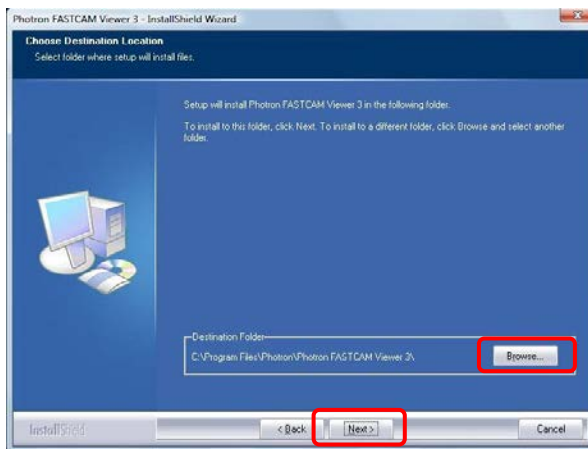 Photron FASTCAM Viewer 3 - InstallShield Wizard
Choose Destination Location
Select folder where setup will install files.
Setup will install Photron FASTCAM Viewer 3 in the following folder.
To install to this folder, click Next. To install to a different folder, click Browse and select another
folder.
Destination Folder
C:\Program Files\Photron\Photron FASTCAM Viewer 3\
Browse...
InstallShield
< Back
Next >
Cancel